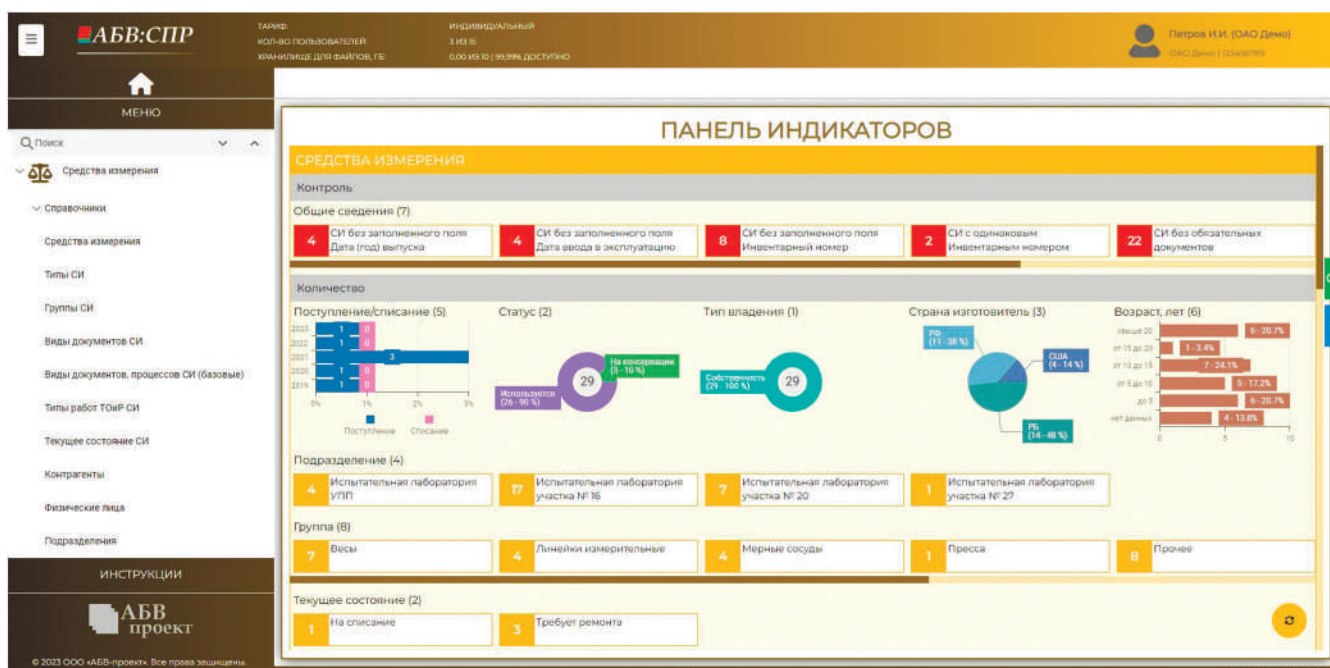 АБВ:СПР
ТАРИФ: ИНДИВИДУАЛЬНЫЙ
КОЛ-ВО ПОЛЬЗОВАТЕЛЕЙ: 3 ИЗ 15
ХРАНИЛИЩЕ ДЛЯ ФАЙЛОВ, ГБ: 0,00 ИЗ 10 | 99,99% ДОСТУПНО
Петров И.И. (ОАО Демо)
ОАО Демо | 123456789
МЕНЮ
Поиск
Средства измерения
Справочники
Средства измерения
Типы СИ
Группы СИ
Виды документов СИ
Виды документов, процессов СИ (базовые)
Типы работ ТОиР СИ
Текущее состояние СИ
Контрагенты
Физические лица
Подразделения
ИНСТРУКЦИИ
АБВ
проект
© 2023 ООО «АБВ-проект». Все права защищены.
ПАНЕЛЬ ИНДИКАТОРОВ
СРЕДСТВА ИЗМЕРЕНИЯ
Контроль
Общие сведения (7)
4 СИ без заполненного поля
Дата (год) выпуска
4 СИ без заполненного поля
Дата ввода в эксплуатацию
8 СИ без заполненного поля
Инвентарный номер
2 СИ с одинаковым
Инвентарным номером
22 СИ без обязательных
документов
Количество
Поступление/списание (5)
2023 1 0
2022 1 0
2021 3
2020 1 0
2019 1 0
0% 1% 2% 3%
Поступление Списание
Статус (2)
На консервации
(3 - 10 %)
29
Используется
(26 - 90 %)
Тип владения (1)
Собственность
(29 - 100 %)
29
Страна изготовитель (3)
РФ
(11 - 38 %)
США
(4 - 14 %)
РБ
(14 - 48 %)
Возраст, лет (6)
свыше 20 6 - 20.7%
от 15 до 20 1 - 3.4%
от 10 до 15 7 - 24.1%
от 5 до 10 5 - 17.2%
до 5 6 - 20.7%
нет данных 4 - 13.8%
0 5 10
Подразделение (4)
4 Испытательная лаборатория
УПП
17 Испытательная лаборатория
участка № 16
7 Испытательная лаборатория
участка № 20
1 Испытательная лаборатория
участка № 27
Группа (8)
7 Весы
4 Линейки измерительные
4 Мерные сосуды
1 Пресса
8 Прочее
Текущее состояние (2)
1 На списание
3 Требует ремонта